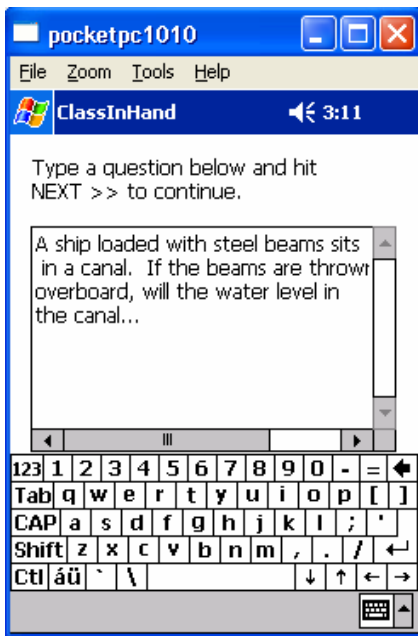 pocketpc1010
File Zoom Tools Help
ClassInHand 3:11
Type a question below and hit
NEXT >> to continue.
A ship loaded with steel beams sits
in a canal. If the beams are thrown
overboard, will the water level in
the canal...
123 1 2 3 4 5 6 7 8 9 0 - =
Tab q w e r t y u i o p [ ]
CAP a s d f g h j k l ; '
Shift z x c v b n m , . /
Ctl áü ` \ ↓ ↑ ← →